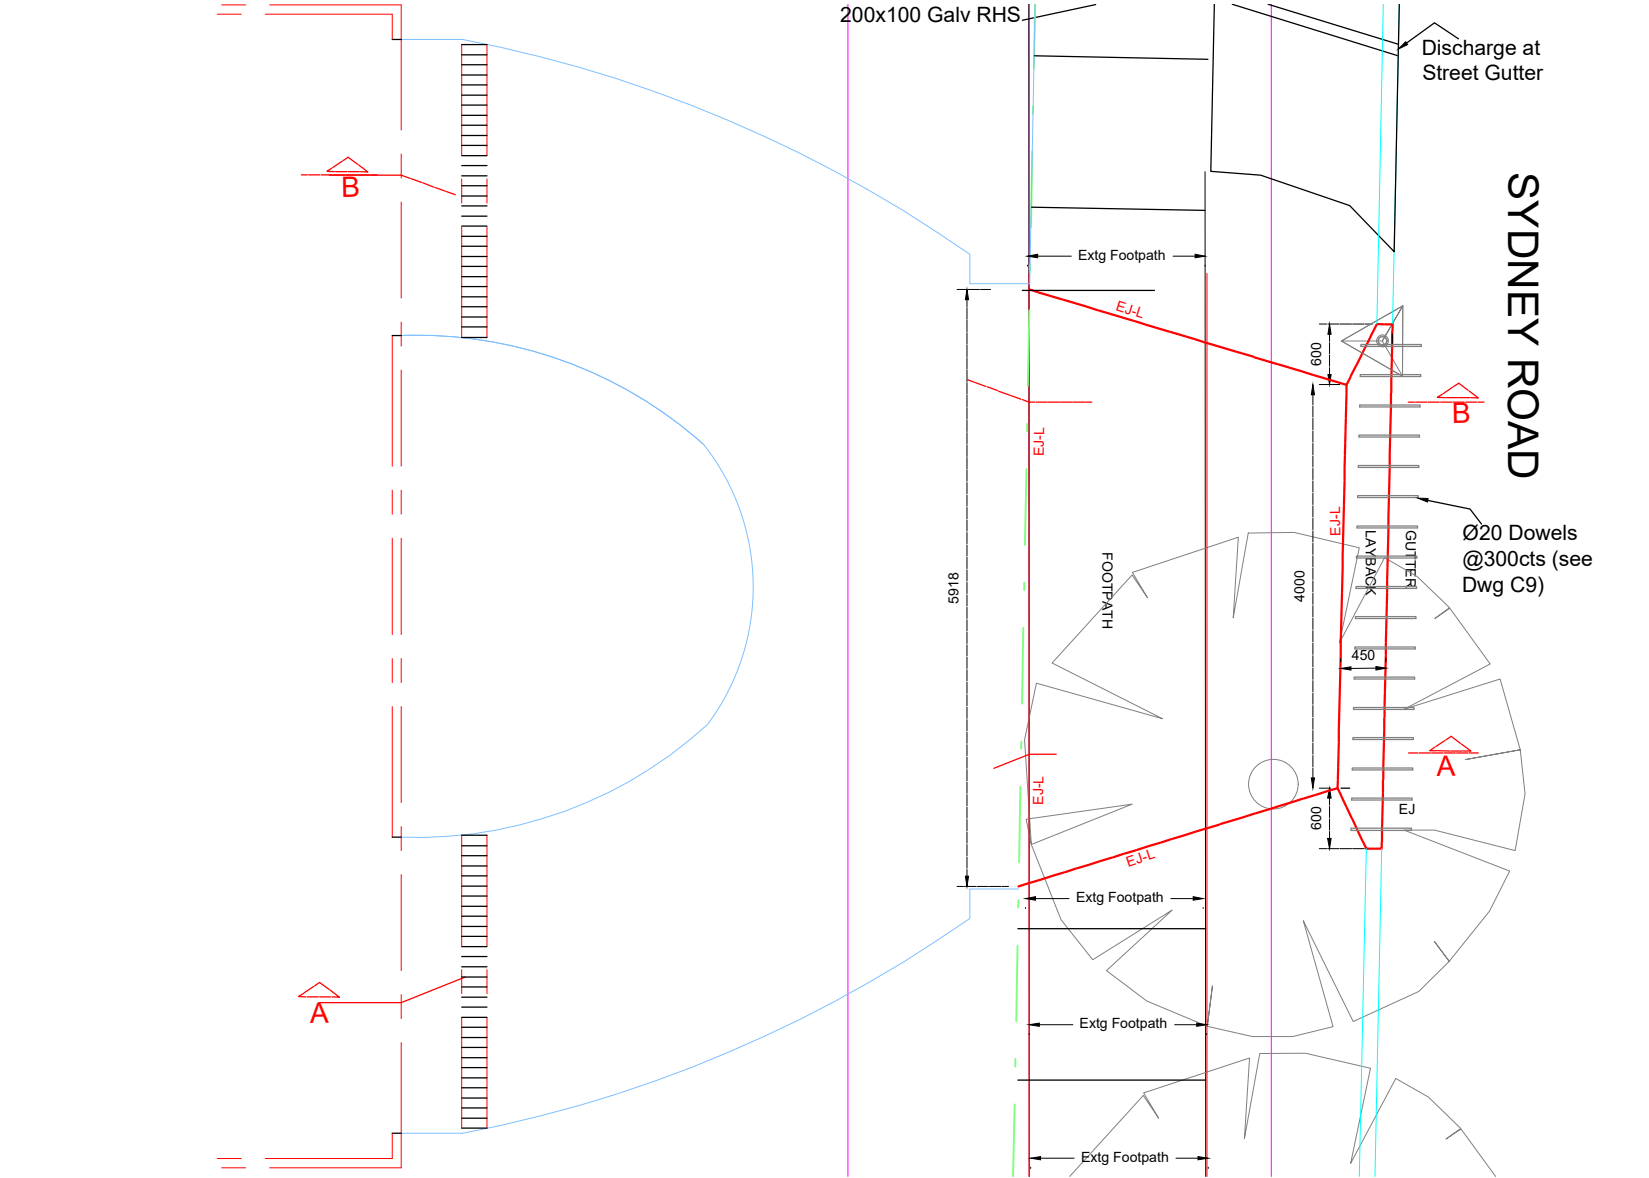 200x100 Galv RHS
Discharge at
Street Gutter
SYDNEY ROAD
B
Extg Footpath
EJ-L
600
B
EJ-L
EJ-L
Ø20 Dowels
@300cts (see
Dwg C9)
GUTTER
LAYBACK
FOOTPATH
5918
4000
450
A
EJ-L
EJ
600
EJ-L
Extg Footpath
A
Extg Footpath
Extg Footpath